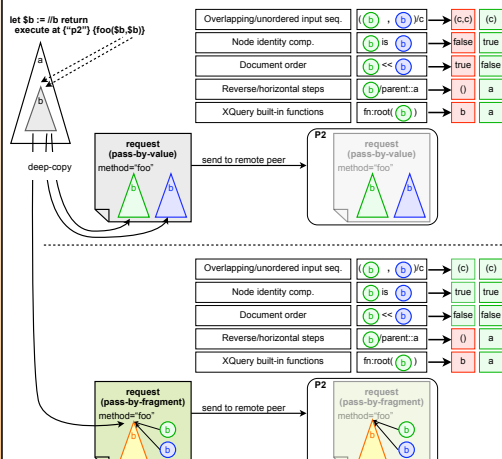 let $b := //b return
execute at {"p2"} {foo($b,$b)}
a
b
deep-copy
Overlapping/unordered input seq. ( b , b )/c (c,c) (c)
Node identity comp. b is b false true
Document order b << b true false
Reverse/horizontal steps b /parent::a () a
XQuery built-in functions fn:root( b ) b a
request
(pass-by-value)
method="foo"
b b
send to remote peer
P2
request
(pass-by-value)
method="foo"
b b
Overlapping/unordered input seq. ( b , b )/c (c) (c)
Node identity comp. b is b true true
Document order b << b false false
Reverse/horizontal steps b /parent::a () a
XQuery built-in functions fn:root( b ) b a
request
(pass-by-fragment)
method="foo"
b b
b
send to remote peer
P2
request
(pass-by-fragment)
method="foo"
b b
b